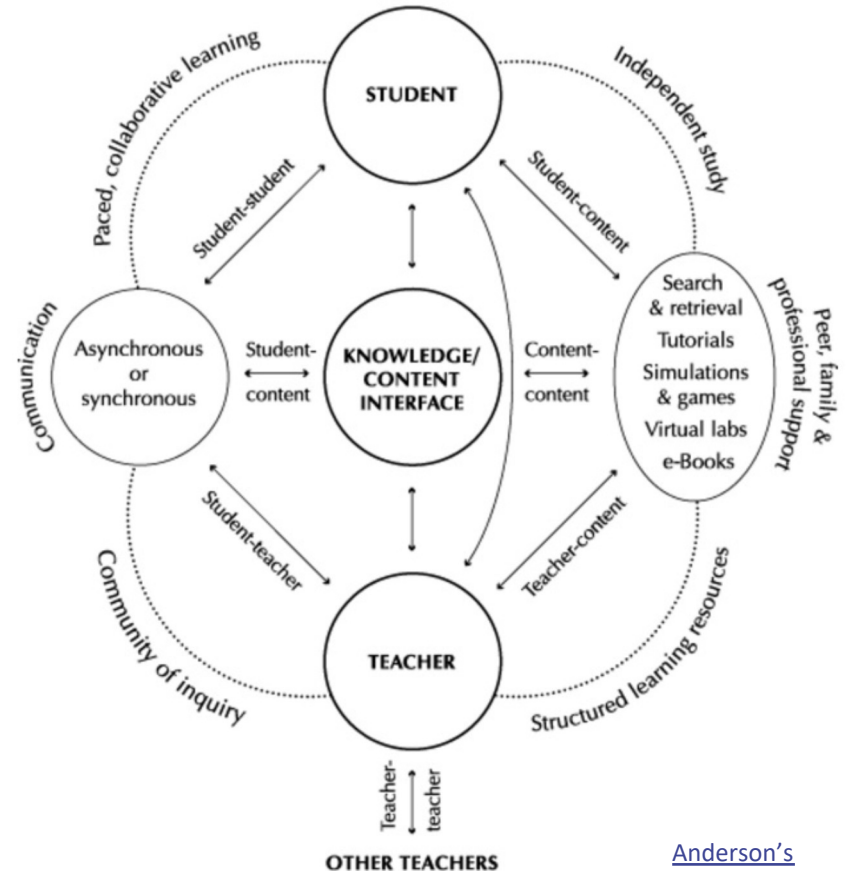 Paced, collaborative learning
STUDENT
Independent study
Student-student
Student-content
Communication
Asynchronous
or
synchronous
Student-
content
KNOWLEDGE/
CONTENT
INTERFACE
Content-
content
Search
& retrieval
Tutorials
Simulations
& games
Virtual labs
e-Books
Peer, family &
professional support
Student-teacher
Teacher-content
Community of inquiry
TEACHER
Structured learning resources
Teacher-
teacher
OTHER TEACHERS
Anderson's